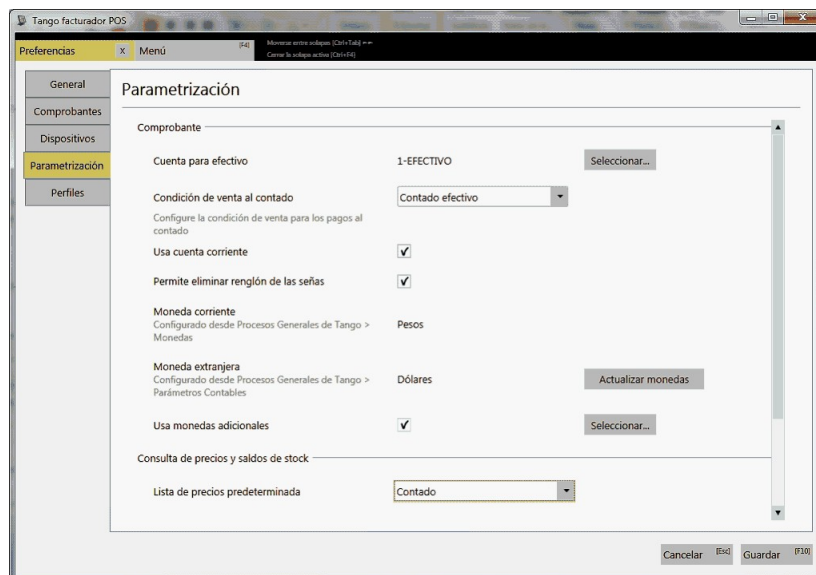 Tango facturador POS
Preferencias X Menú [F4] Moverse entre solapas [Ctrl+Tab]
Cerrar la solapa activa [Ctrl+F4]
General
Comprobantes
Dispositivos
Parametrización
Perfiles
Parametrización
Comprobante
Cuenta para efectivo 1-EFECTIVO Seleccionar...
Condición de venta al contado Contado efectivo
Configure la condición de venta para los pagos al
contado
Usa cuenta corriente
Permite eliminar renglón de las señas
Moneda corriente
Configurado desde Procesos Generales de Tango > Pesos
Monedas
Moneda extranjera
Configurado desde Procesos Generales de Tango > Dólares Actualizar monedas
Parámetros Contables
Usa monedas adicionales Seleccionar...
Consulta de precios y saldos de stock
Lista de precios predeterminada Contado
Cancelar [Esc] Guardar [F10]